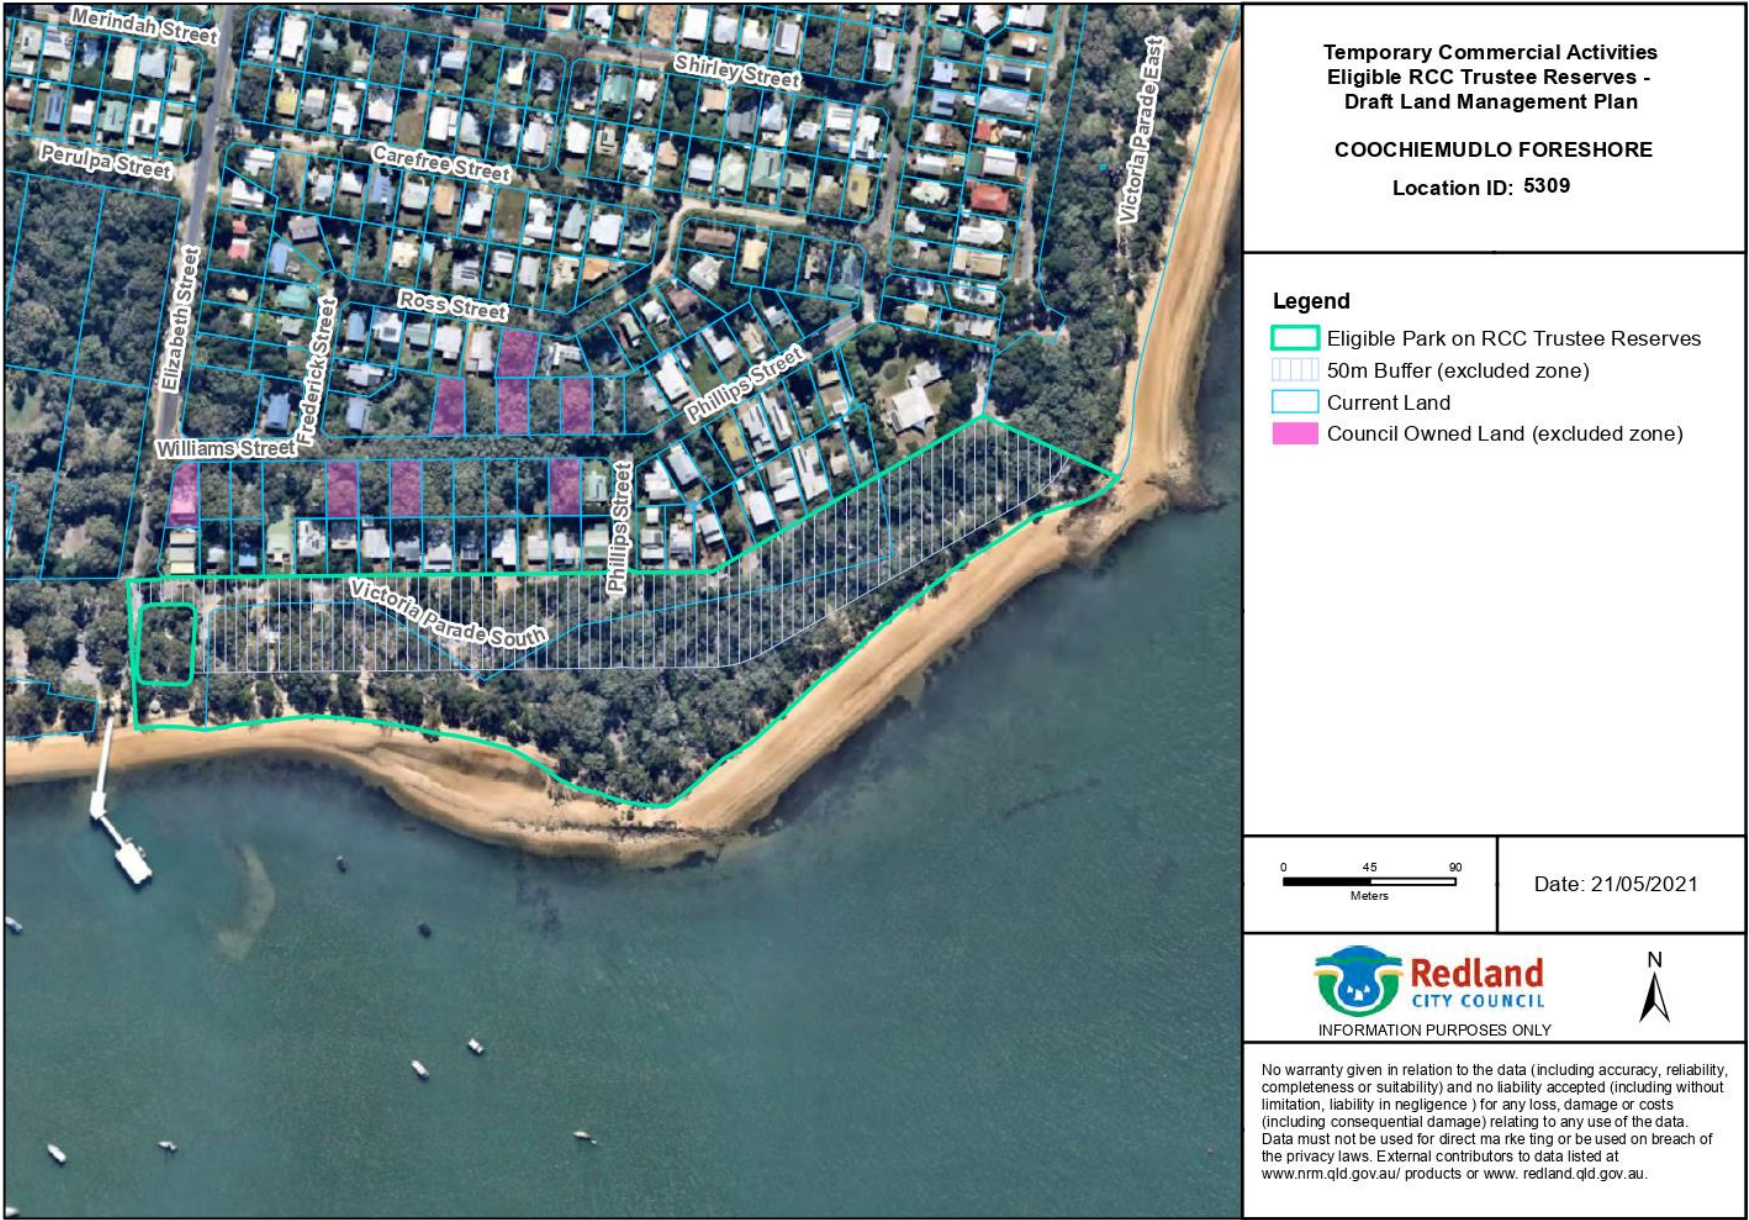 Merindah Street
Shirley Street
Victoria Parade East
Perulpa Street
Carefree Street
Elizabeth Street
Frederick Street
Ross Street
Phillips Street
Williams Street
Phillips Street
Victoria Parade South
Temporary Commercial Activities
Eligible RCC Trustee Reserves -
Draft Land Management Plan
COOCHIEMUDLO FORESHORE
Location ID: 5309
Legend
Eligible Park on RCC Trustee Reserves
50m Buffer (excluded zone)
Current Land
Council Owned Land (excluded zone)
0 45 90
Meters
Date: 21/05/2021
Redland
CITY COUNCIL
INFORMATION PURPOSES ONLY
N
No warranty given in relation to the data (including accuracy, reliability,
completeness or suitability) and no liability accepted (including without
limitation, liability in negligence ) for any loss, damage or costs
(including consequential damage) relating to any use of the data.
Data must not be used for direct ma rke ting or be used on breach of
the privacy laws. External contributors to data listed at
www.nrm.qld.gov.au/ products or www. redland.qld.gov.au.